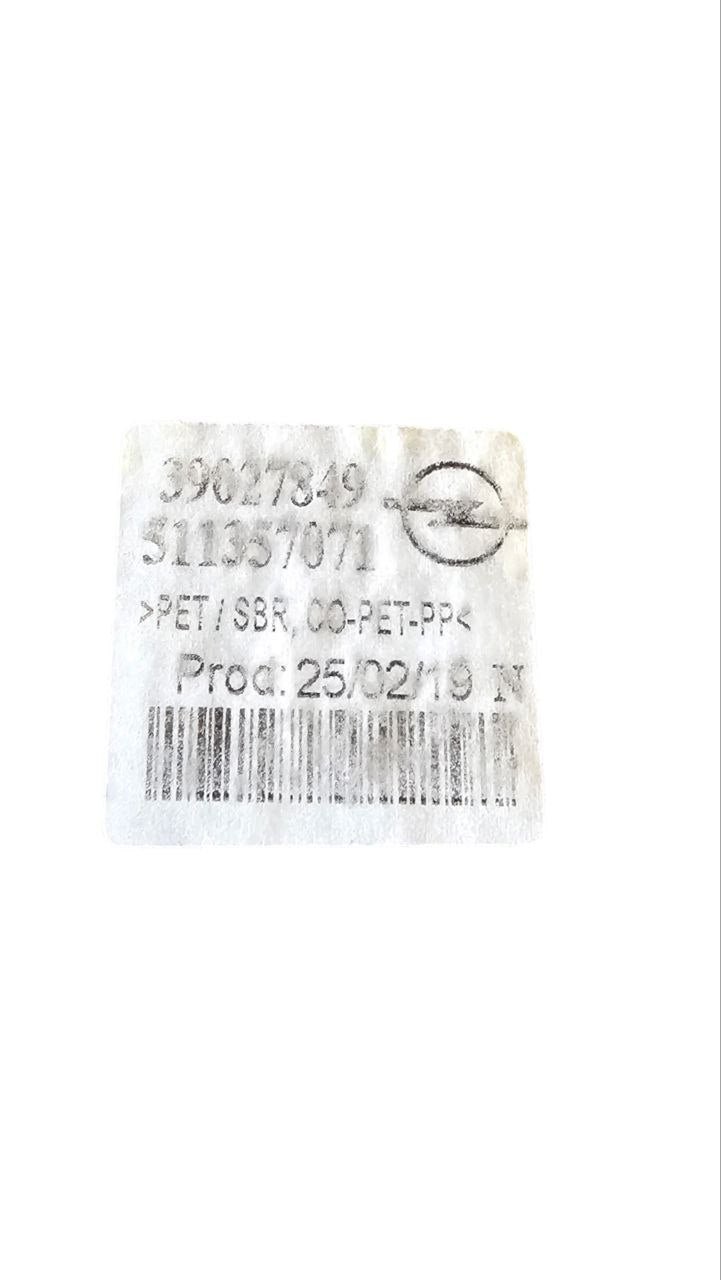 39027849
511357071
>PET / SBR, CO-PET-PP<
Prod: 25/02/19 N